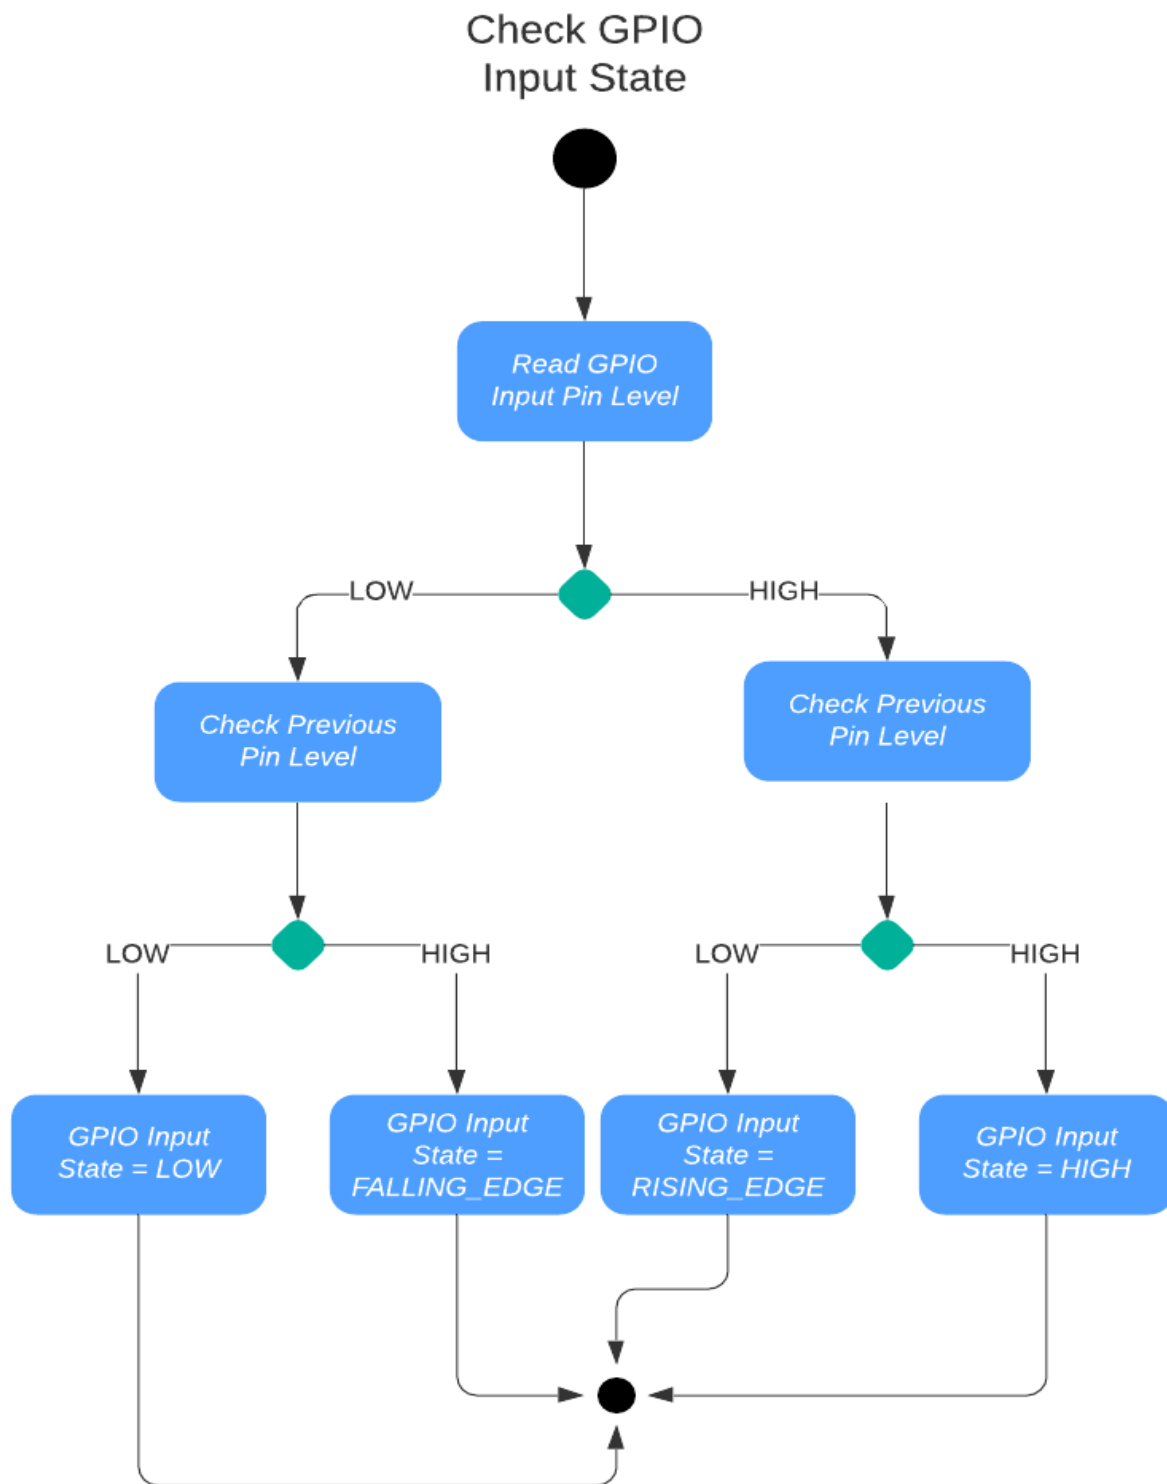 Check GPIO
Input State
Read GPIO
Input Pin Level
LOW
HIGH
Check Previous
Pin Level
Check Previous
Pin Level
LOW
HIGH
LOW
HIGH
GPIO Input
State = LOW
GPIO Input
State =
FALLING_EDGE
GPIO Input
State =
RISING_EDGE
GPIO Input
State = HIGH